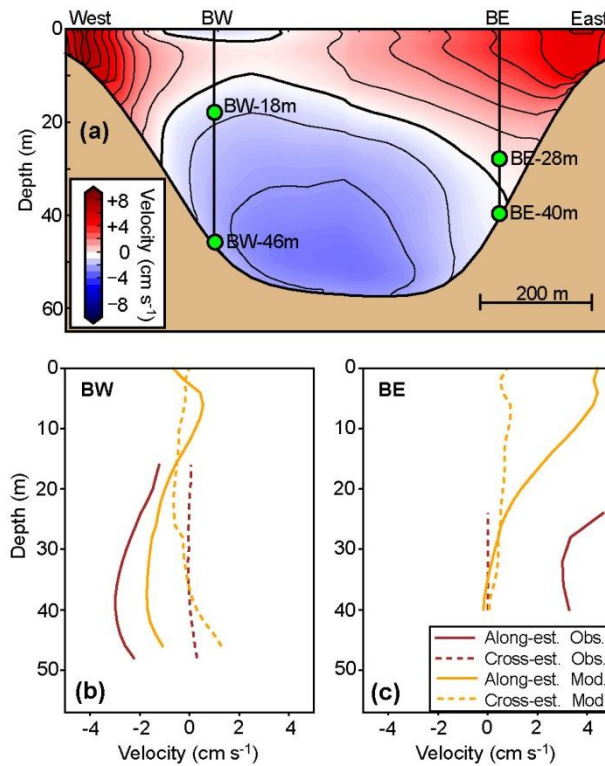 West BW BE East
0
20
40
60
Depth (m)
(a)
BW-18m
BE-28m
BE-40m
BW-46m
+8
+4
0
−4
−8
Velocity (cm s⁻¹)
200 m
0
10
20
30
40
50
Depth (m)
BW
(b)
-4 -2 0 2 4
Velocity (cm s⁻¹)
0
10
20
30
40
50
BE
(c)
Along-est. Obs.
Cross-est. Obs.
Along-est. Mod.
Cross-est. Mod.
-4 -2 0 2 4
Velocity (cm s⁻¹)